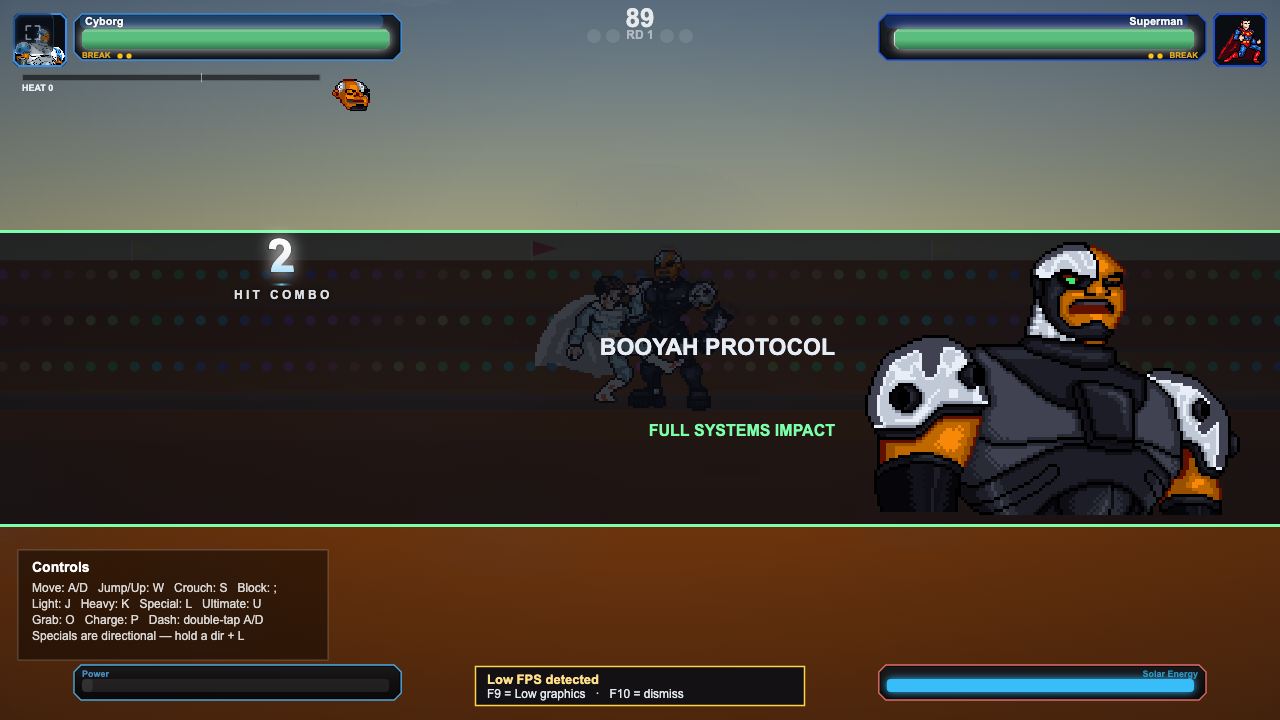 Cyborg
89
Superman
RD 1
BREAK
BREAK
HEAT 0
2
HIT COMBO
BOOYAH PROTOCOL
FULL SYSTEMS IMPACT
Controls
Move: A/D Jump/Up: W Crouch: S Block: ;
Light: J Heavy: K Special: L Ultimate: U
Grab: O Charge: P Dash: double-tap A/D
Specials are directional — hold a dir + L
Power
Low FPS detected
F9 = Low graphics · F10 = dismiss
Solar Energy